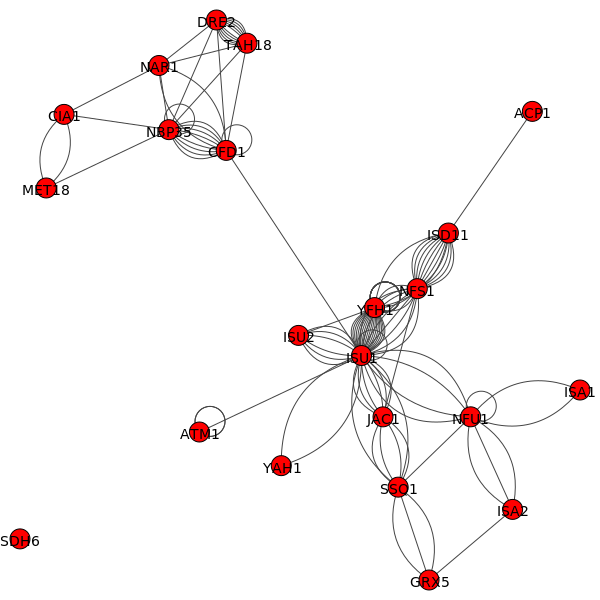 DRE2
TAH18
NAR1
CIA1
ACP1
NBP35
CFD1
MET18
ISD11
NFS1
YFH1
ISU2
ISU1
ISA1
JAC1
NFU1
ATM1
YAH1
SSQ1
ISA2
SDH6
GRX5